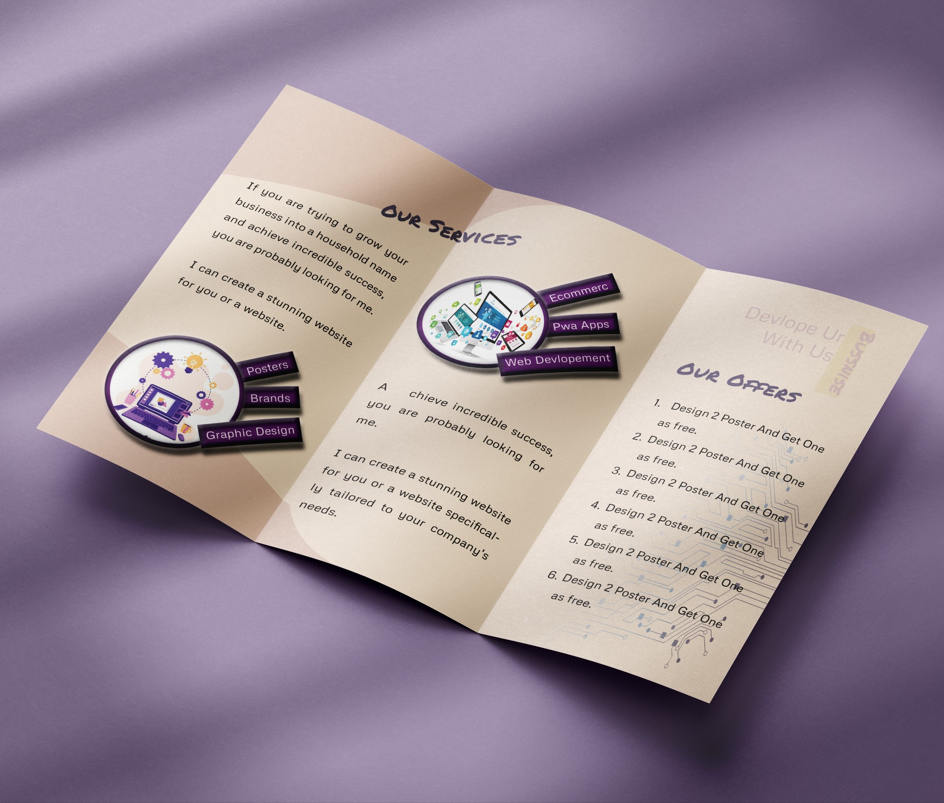 If you are trying to grow your
business into a household name
and achieve incredible success,
you are probably looking for me.
I can create a stunning website
for you or a website.
Posters
Brands
Graphic Design
Our Services
Ecommerc
Pwa Apps
Web Devlopement
A chieve incredible success,
you are probably looking for
me.
I can create a stunning website
for you or a website specifical-
ly tailored to your company's
needs.
Devlope Ur
With Us
Bussinse
Our Offers
1. Design 2 Poster And Get One
as free.
2. Design 2 Poster And Get One
as free.
3. Design 2 Poster And Get One
as free.
4. Design 2 Poster And Get One
as free.
5. Design 2 Poster And Get One
as free.
6. Design 2 Poster And Get One
as free.